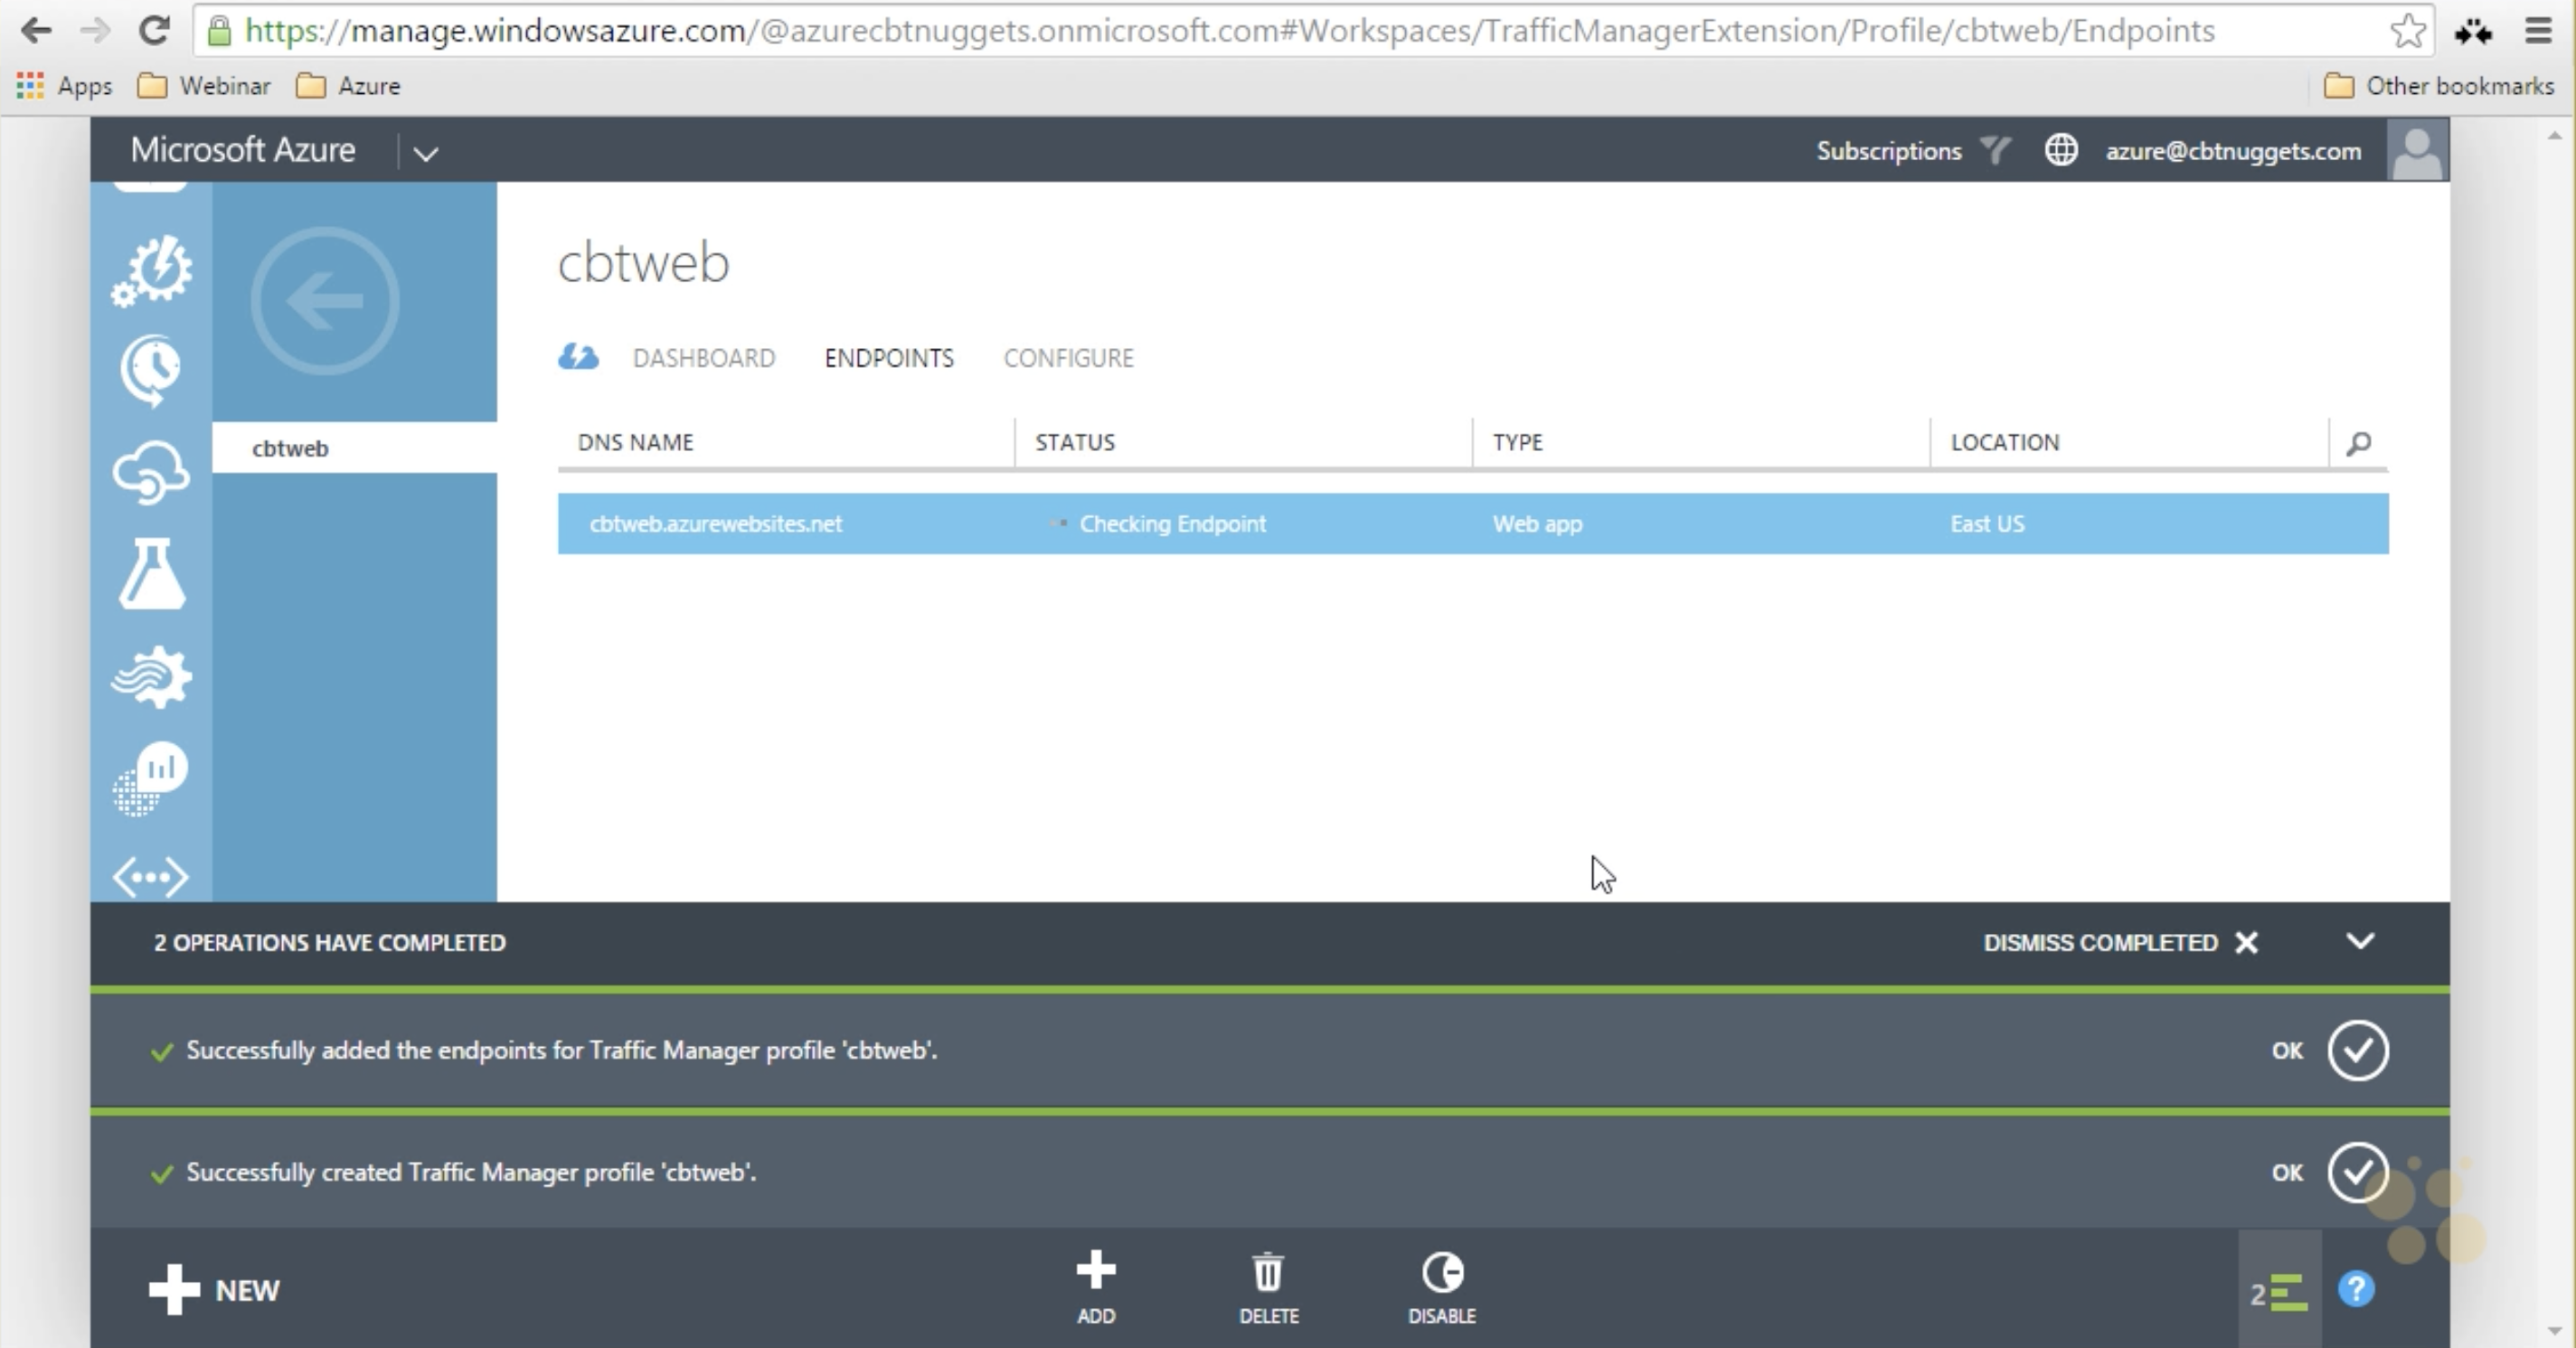 https://manage.windowsazure.com/@azurecbtnuggets.onmicrosoft.com#Workspaces/TrafficManagerExtension/Profile/cbtweb/Endpoints
Apps Webinar Azure Other bookmarks
Microsoft Azure Subscriptions azure@cbtnuggets.com
cbtweb
DASHBOARD ENDPOINTS CONFIGURE
cbtweb
DNS NAME STATUS TYPE LOCATION
cbtweb.azurewebsites.net Checking Endpoint Web app East US
2 OPERATIONS HAVE COMPLETED DISMISS COMPLETED
Successfully added the endpoints for Traffic Manager profile 'cbtweb'. OK
Successfully created Traffic Manager profile 'cbtweb'. OK
NEW ADD DELETE DISABLE 2 ?